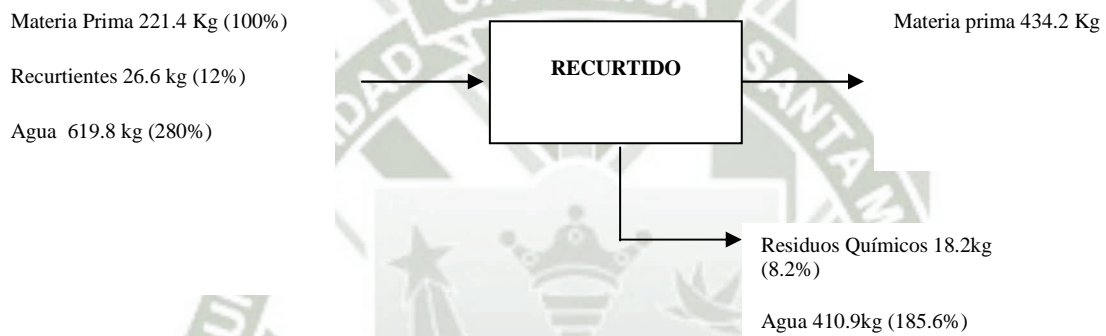 Materia Prima 221.4 Kg (100%)
Recurtientes 26.6 kg (12%)
Agua 619.8 kg (280%)
RECURTIDO
Materia prima 434.2 Kg
Residuos Químicos 18.2kg
(8.2%)
Agua 410.9kg (185.6%)